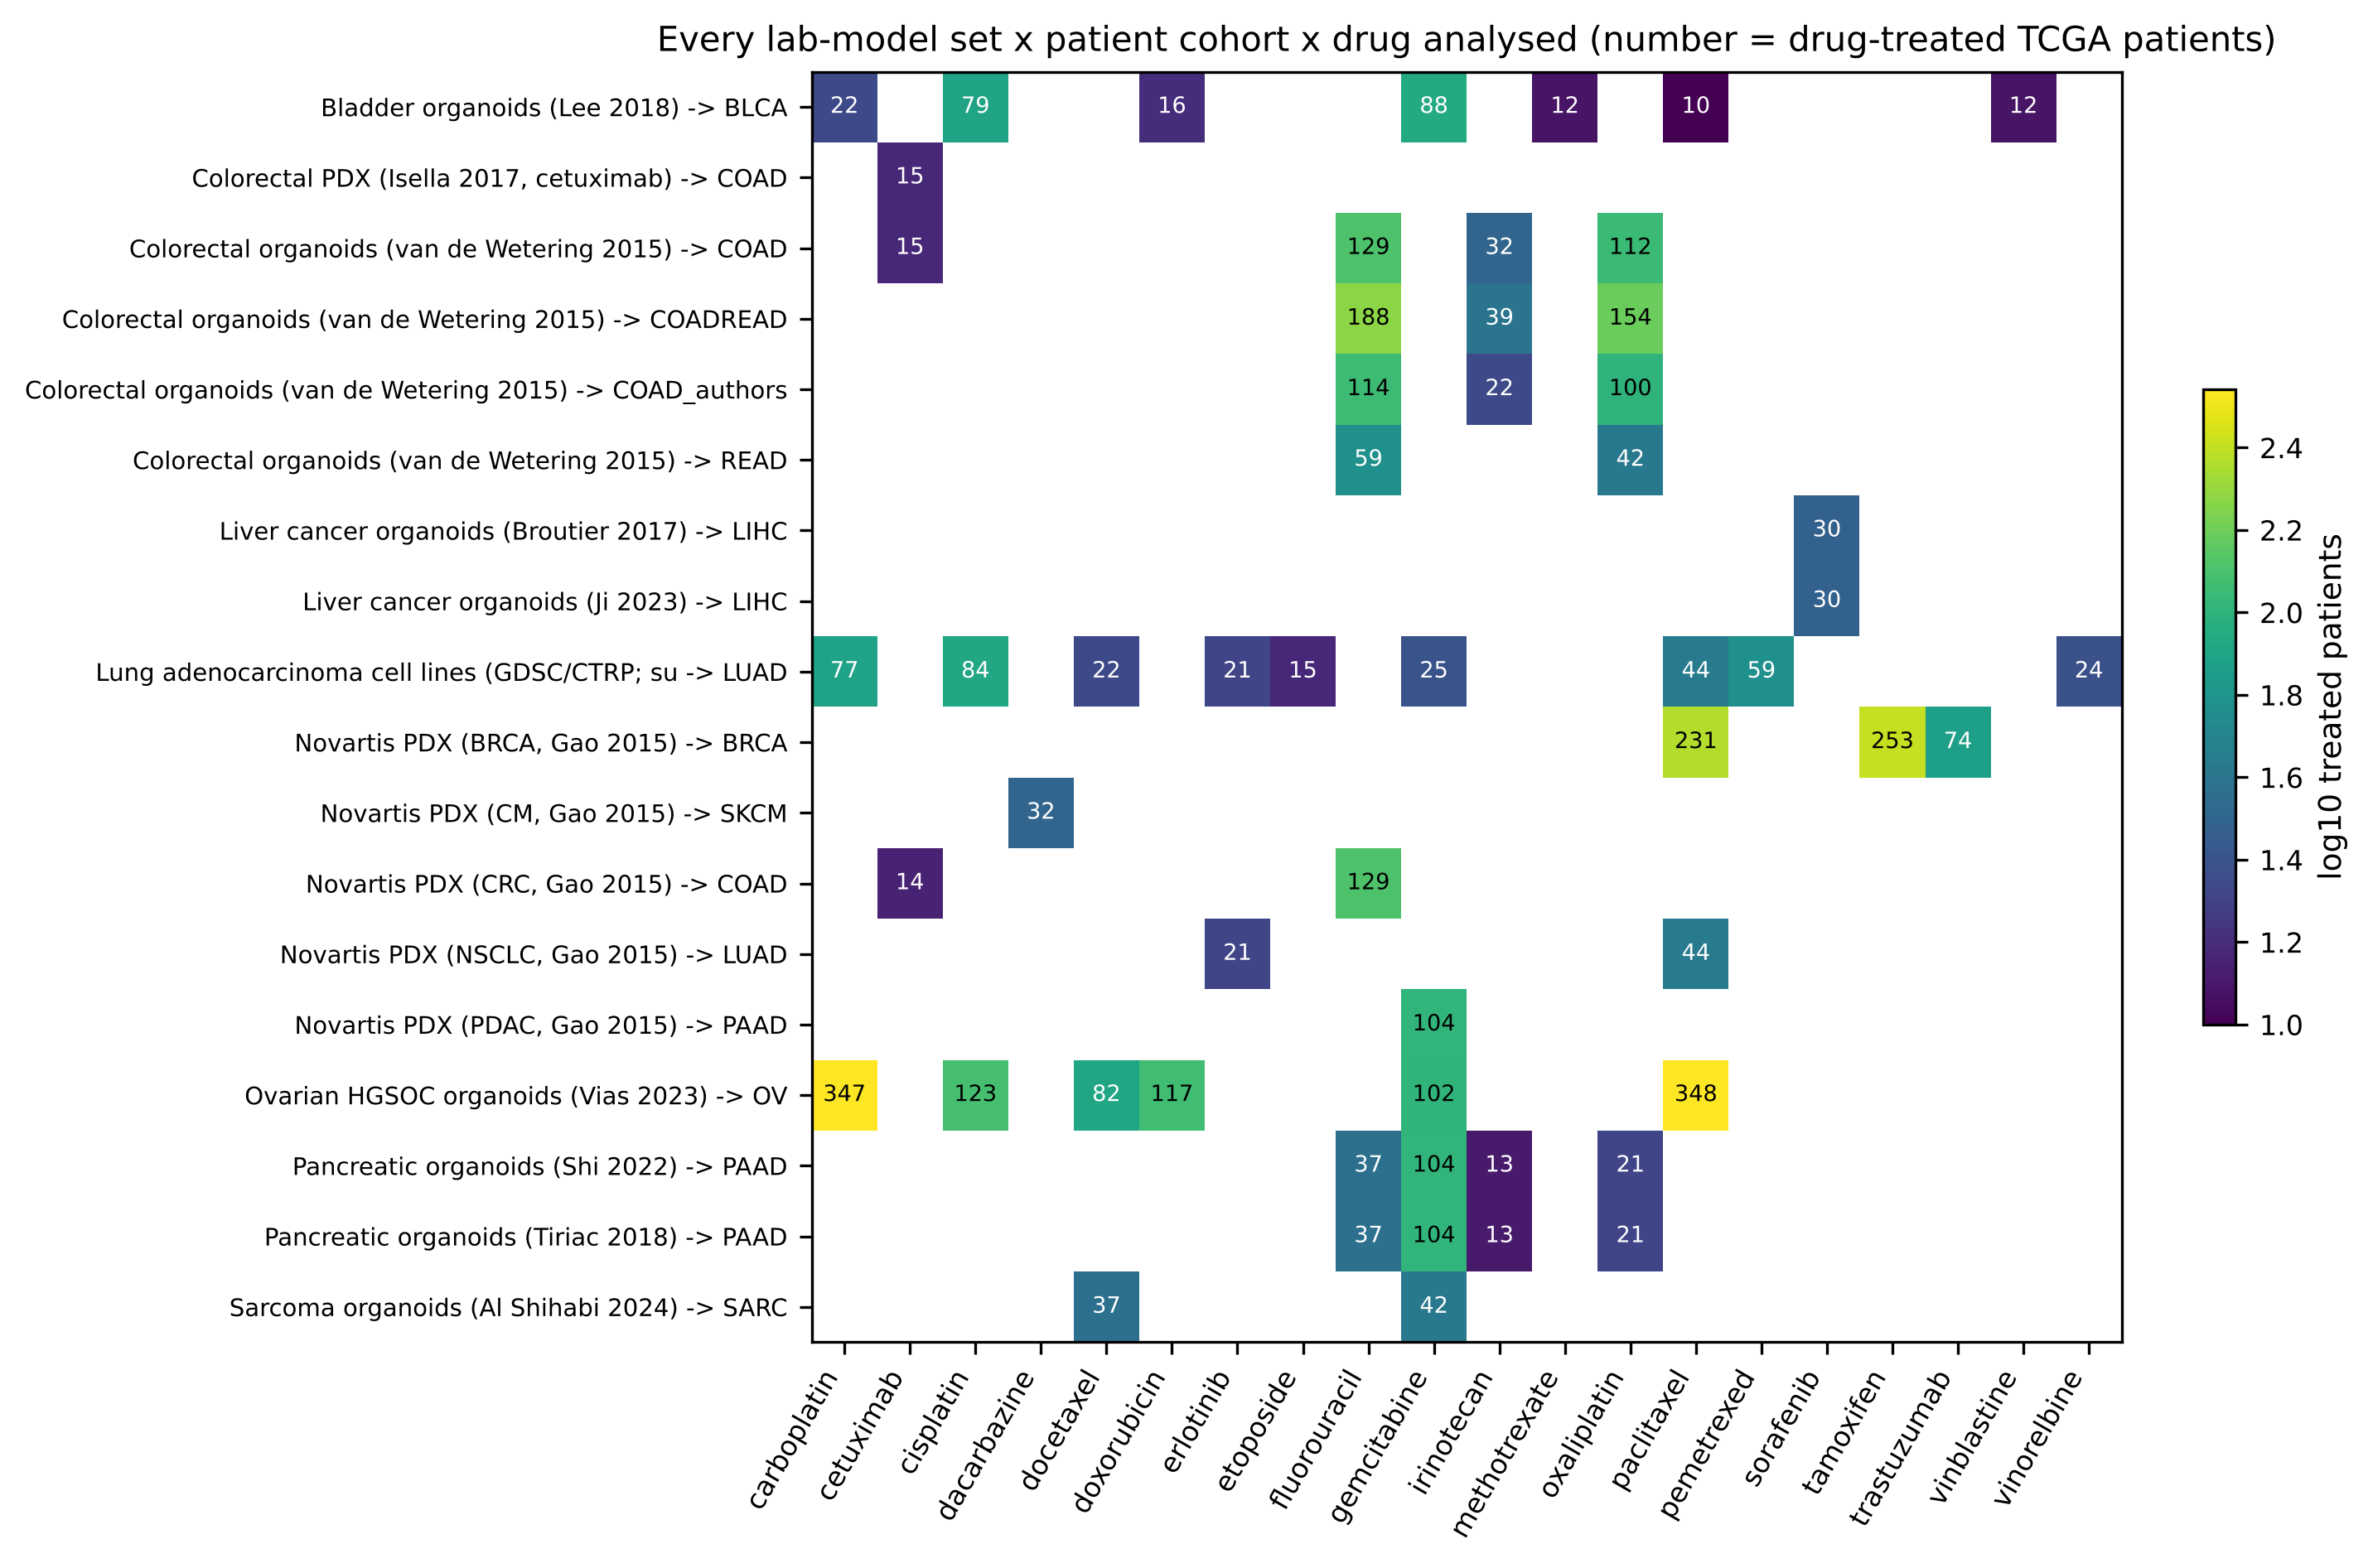 Every lab-model set x patient cohort x drug analysed (number = drug-treated TCGA patients)
Bladder organoids (Lee 2018) -> BLCA 22 79 16 88 12 10 12
Colorectal PDX (Isella 2017, cetuximab) -> COAD 15
Colorectal organoids (van de Wetering 2015) -> COAD 15 129 32 112
Colorectal organoids (van de Wetering 2015) -> COADREAD 188 39 154
Colorectal organoids (van de Wetering 2015) -> COAD_authors 114 22 100
Colorectal organoids (van de Wetering 2015) -> READ 59 42
Liver cancer organoids (Broutier 2017) -> LIHC 30
Liver cancer organoids (Ji 2023) -> LIHC 30
Lung adenocarcinoma cell lines (GDSC/CTRP; su -> LUAD 77 84 22 21 15 25 44 59 24
Novartis PDX (BRCA, Gao 2015) -> BRCA 231 253 74
Novartis PDX (CM, Gao 2015) -> SKCM 32
Novartis PDX (CRC, Gao 2015) -> COAD 14 129
Novartis PDX (NSCLC, Gao 2015) -> LUAD 21 44
Novartis PDX (PDAC, Gao 2015) -> PAAD 104
Ovarian HGSOC organoids (Vias 2023) -> OV 347 123 82 117 102 348
Pancreatic organoids (Shi 2022) -> PAAD 37 104 13 21
Pancreatic organoids (Tiriac 2018) -> PAAD 37 104 13 21
Sarcoma organoids (Al Shihabi 2024) -> SARC 37 42
carboplatin
cetuximab
cisplatin
dacarbazine
docetaxel
doxorubicin
erlotinib
etoposide
fluorouracil
gemcitabine
irinotecan
methotrexate
oxaliplatin
paclitaxel
pemetrexed
sorafenib
tamoxifen
trastuzumab
vinblastine
vinorelbine
2.4
2.2
2.0
1.8
1.6
1.4
1.2
1.0
log10 treated patients